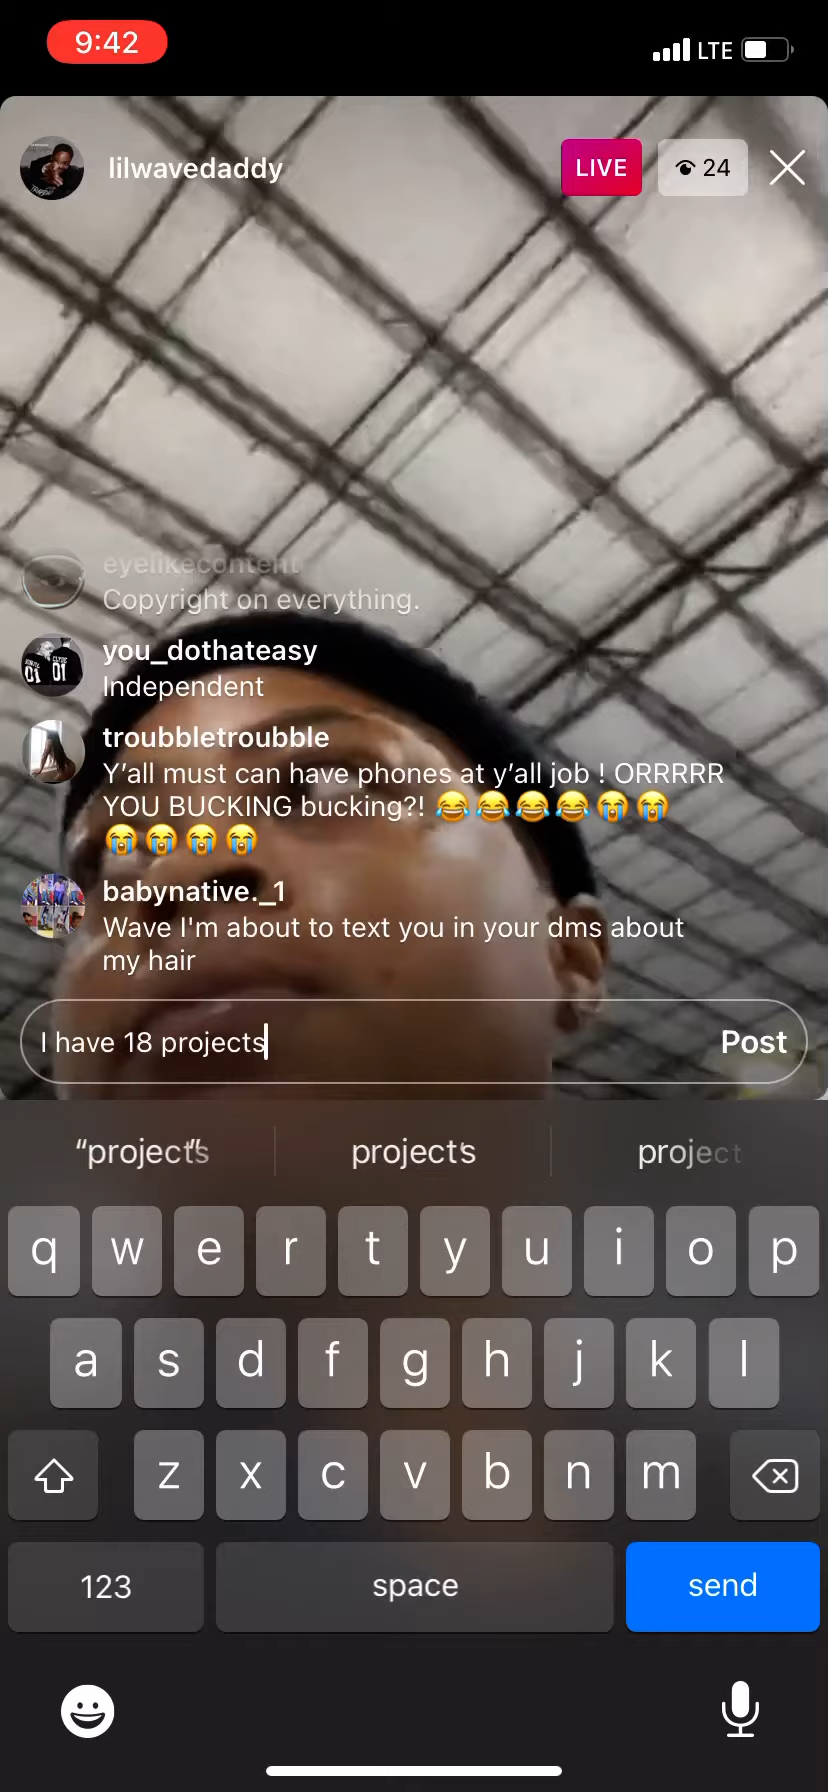 9:42
LTE
lilwavedaddy
LIVE
24
eyelikecontent
Copyright on everything.
you_dothateasy
Independent
troubbletroubble
Y'all must can have phones at y'all job ! ORRRRR
YOU BUCKING bucking?! 😂😂😂😂😭😭
😭😭😭😭
babynative._1
Wave I'm about to text you in your dms about
my hair
I have 18 projects
Post
projects
project
q w e r t y u i o p
a s d f g h j k l
z x c v b n m
123
space
send